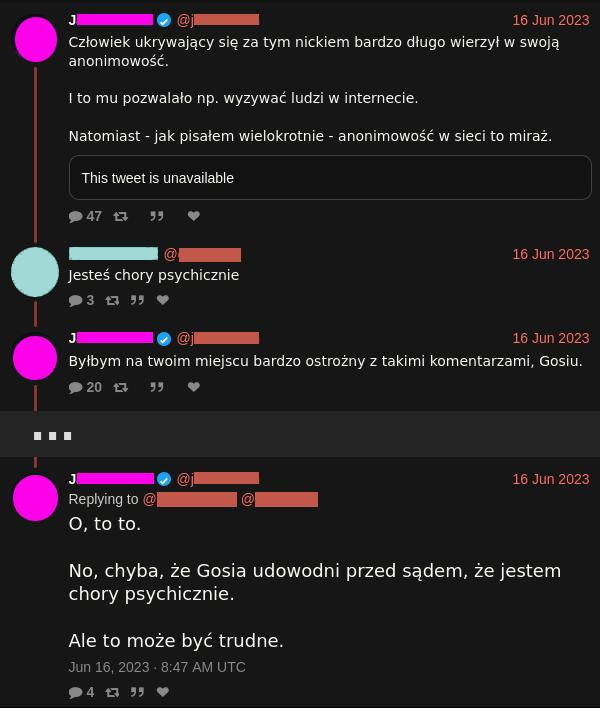 J @j 16 Jun 2023
Człowiek ukrywający się za tym nickiem bardzo długo wierzył w swoją
anonimowość.
I to mu pozwalało np. wyzywać ludzi w internecie.
Natomiast - jak pisałem wielokrotnie - anonimowość w sieci to miraż.
This tweet is unavailable
47
@ 16 Jun 2023
Jesteś chory psychicznie
3
J @j 16 Jun 2023
Byłbym na twoim miejscu bardzo ostrożny z takimi komentarzami, Gosiu.
20
J @j 16 Jun 2023
Replying to @ @
O, to to.
No, chyba, że Gosia udowodni przed sądem, że jestem
chory psychicznie.
Ale to może być trudne.
Jun 16, 2023 · 8:47 AM UTC
4